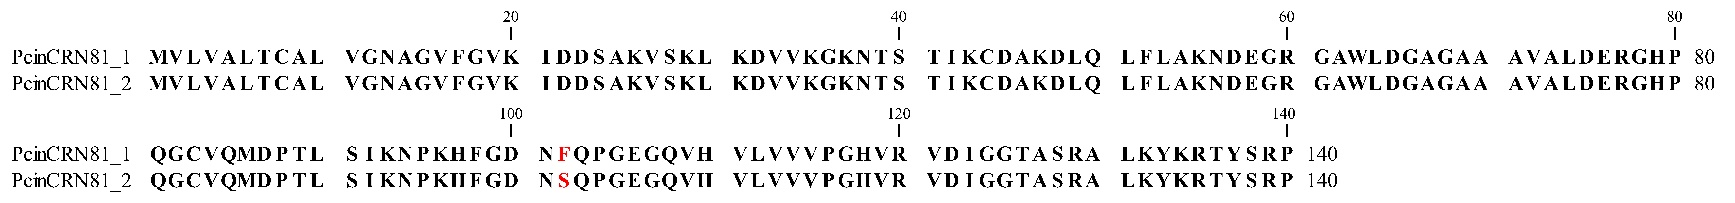 20 40 60 80
PcinCRN81_1 MVLVALTCAL VGNAGVFGVK IDDSAKVSKL KDVVKGKNTS TIKCDAKDLQ LFLAKNDEGR GAWLDGAGAA AVALDERGHP 80
PcinCRN81_2 MVLVALTCAL VGNAGVFGVK IDDSAKVSKL KDVVKGKNTS TIKCDAKDLQ LFLAKNDEGR GAWLDGAGAA AVALDERGHP 80
100 120 140
PcinCRN81_1 QGCVQMDPTL SIKNPKHFGD NFQPGEGQVH VLVVVPGHVR VDIGGTASRA LKYKRTYSRP 140
PcinCRN81_2 QGCVQMDPTL SIKNPKHFGD NSQPGEGQVH VLVVVPGHVR VDIGGTASRA LKYKRTYSRP 140